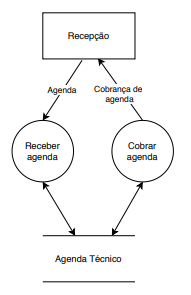 Recepção
Agenda
Cobrança de
agenda
Receber
agenda
Cobrar
agenda
Agenda Técnico